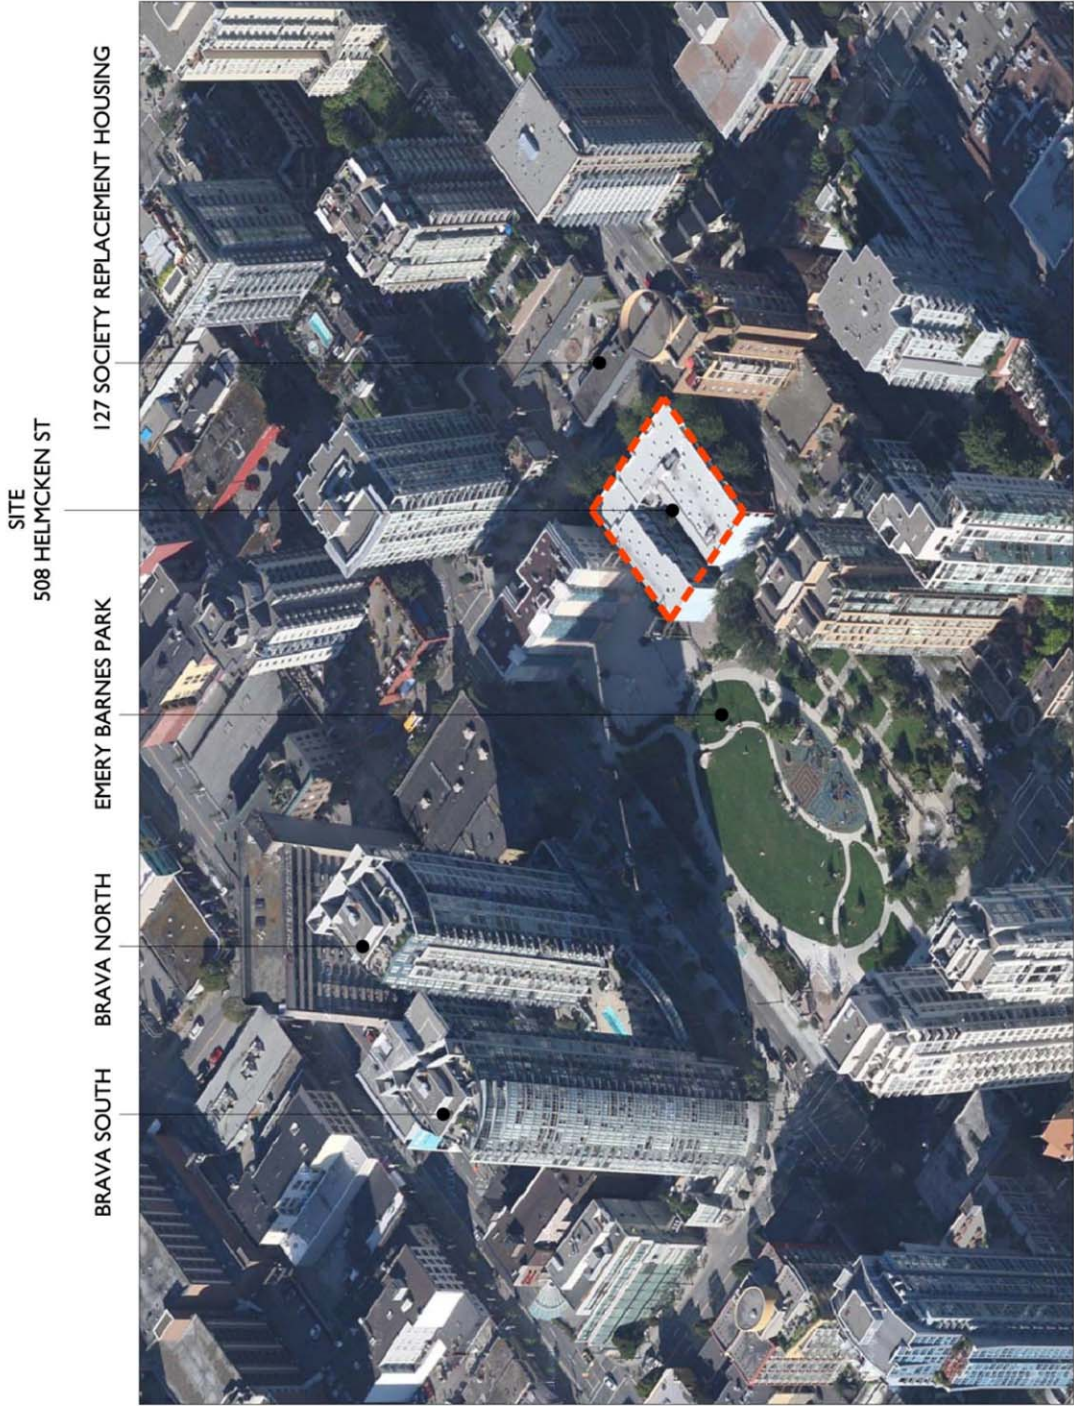 BRAVA SOUTH
BRAVA NORTH
EMERY BARNES PARK
SITE
508 HELMCKEN ST
127 SOCIETY REPLACEMENT HOUSING